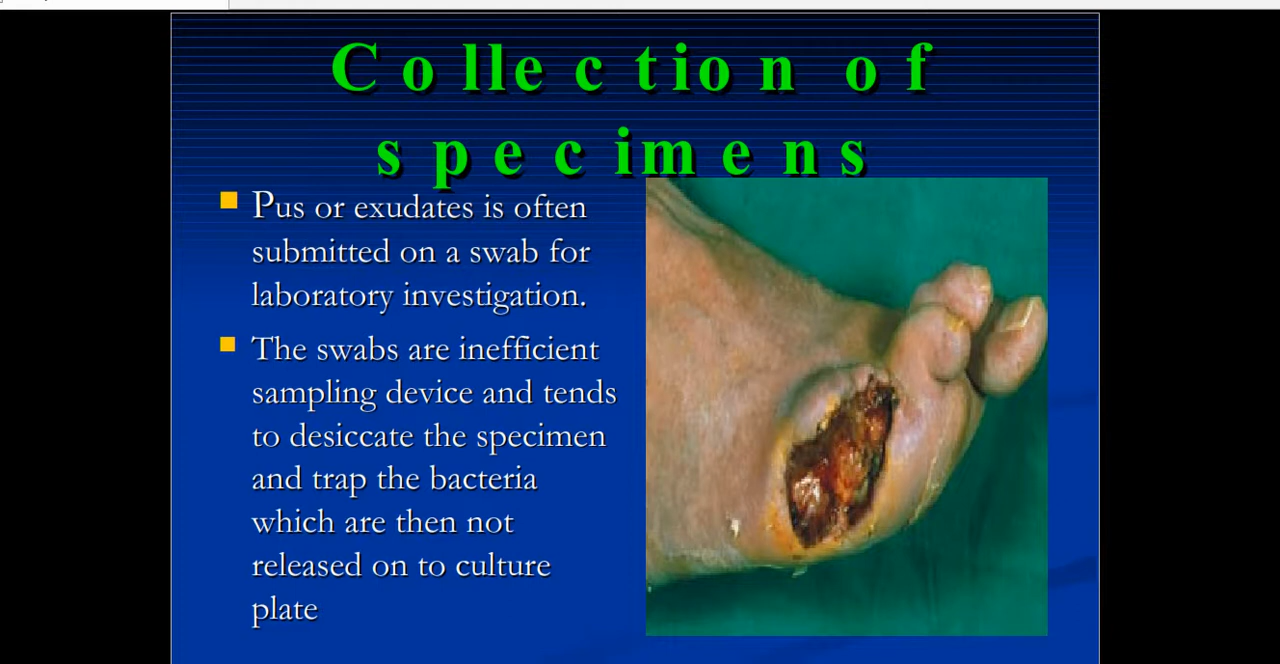 Collection of
specimens
Pus or exudates is often
submitted on a swab for
laboratory investigation.
The swabs are inefficient
sampling device and tends
to desiccate the specimen
and trap the bacteria
which are then not
released on to culture
plate